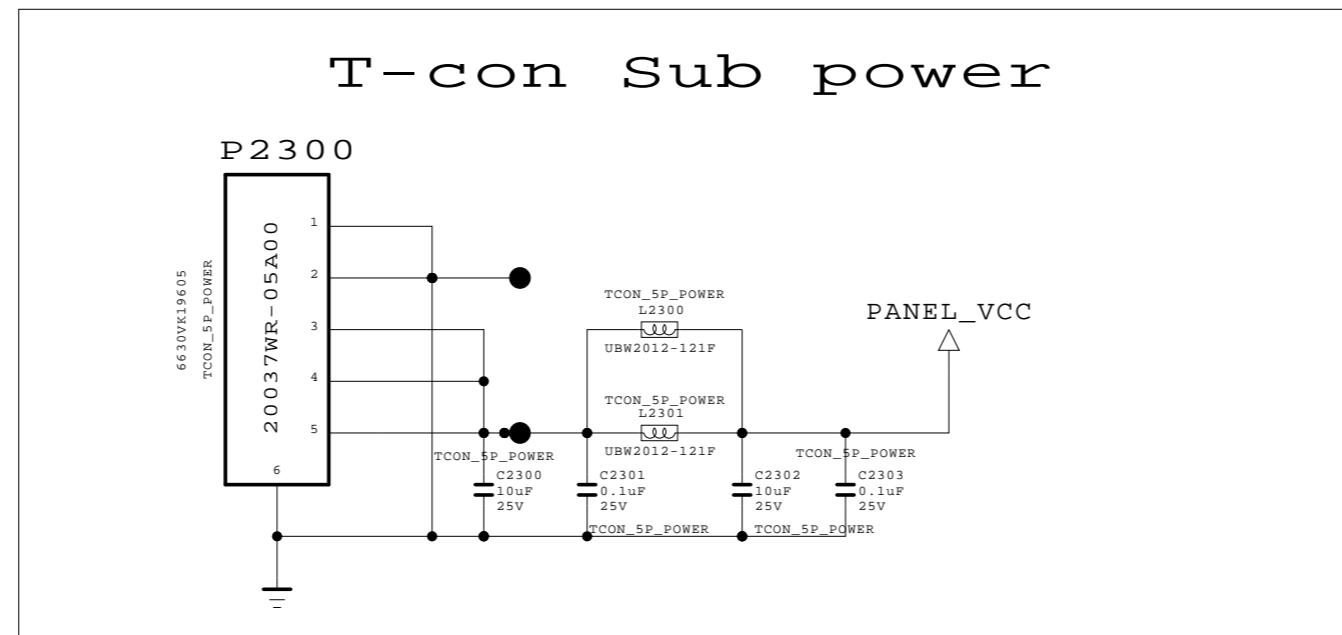 T-con Sub power
P2300
6630VK19605
TCON_5P_POWER
20037WR-05A00
1
2
3
4
5
6
TCON_5P_POWER
L2300
UBW2012-121F
PANEL_VCC
TCON_5P_POWER
L2301
UBW2012-121F
TCON_5P_POWER
C2300
10uF
25V
C2301
0.1uF
25V
TCON_5P_POWER
C2302
10uF
25V
TCON_5P_POWER
TCON_5P_POWER
C2303
0.1uF
25V